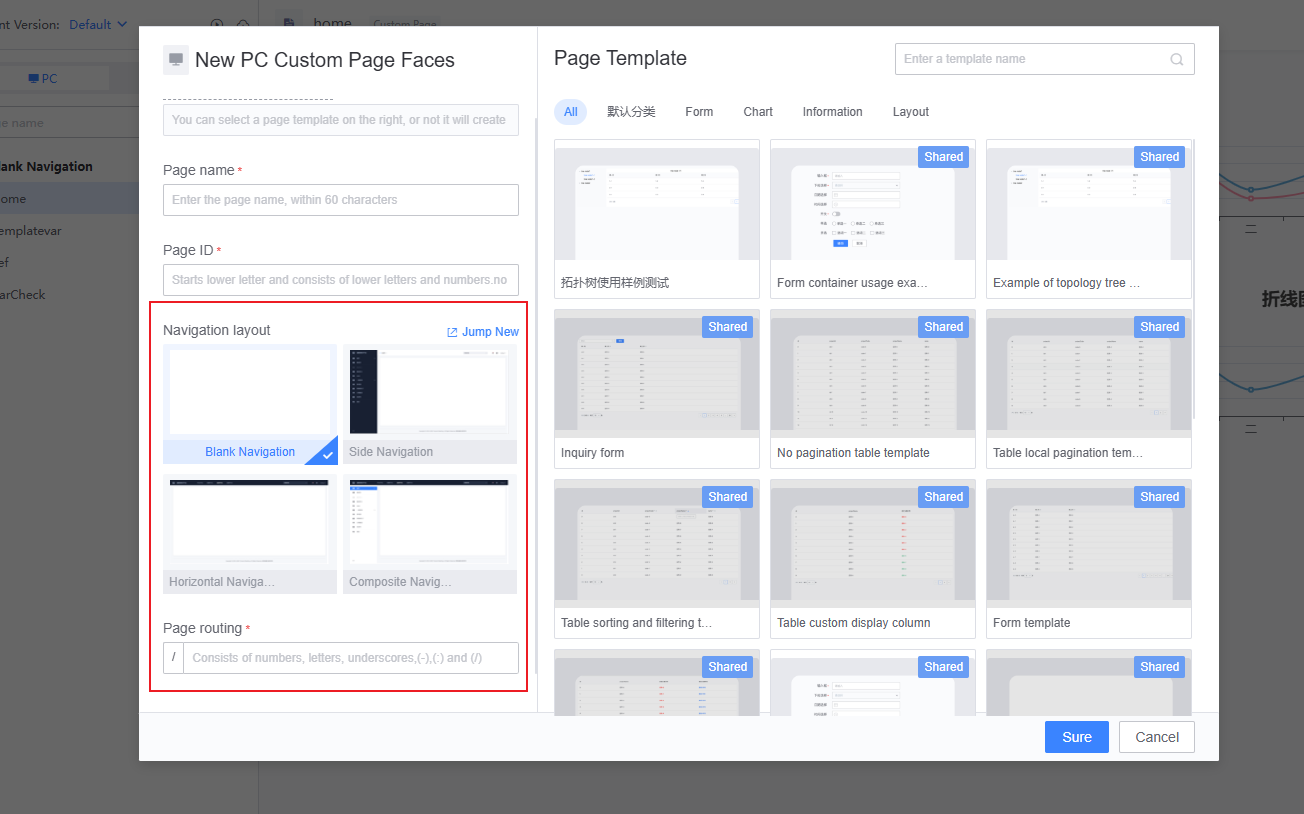 nt Version: Default
home
Custom Page
PC
ge name
lank Navigation
ome
emplatevar
ef
arCheck
New PC Custom Page Faces
You can select a page template on the right, or not it will create
Page name *
Enter the page name, within 60 characters
Page ID *
Starts lower letter and consists of lower letters and numbers.no
Navigation layout
Jump New
Blank Navigation
Side Navigation
Horizontal Naviga…
Composite Navig…
Page routing *
/
Consists of numbers, letters, underscores,(-),(:) and (/)
Page Template
Enter a template name
All
默认分类
Form
Chart
Information
Layout
拓扑树使用样例测试
Shared
Form container usage exa…
Shared
Example of topology tree …
Shared
Inquiry form
Shared
No pagination table template
Shared
Table local pagination tem…
Shared
Table sorting and filtering t…
Shared
Table custom display column
Shared
Form template
Shared
Shared
Shared
Sure
Cancel
折线